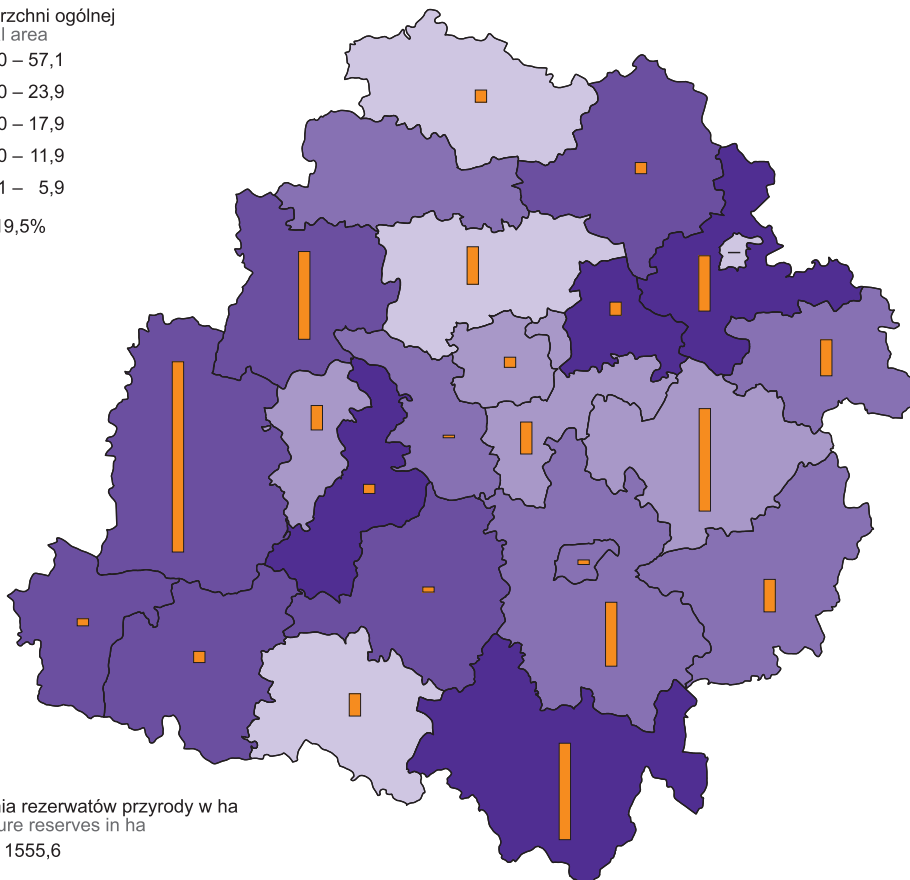 rzchni ogólnej
l area
0 – 57,1
0 – 23,9
0 – 17,9
0 – 11,9
1 – 5,9
19,5%
nia rezerwatów przyrody w ha
ure reserves in ha
1555,6